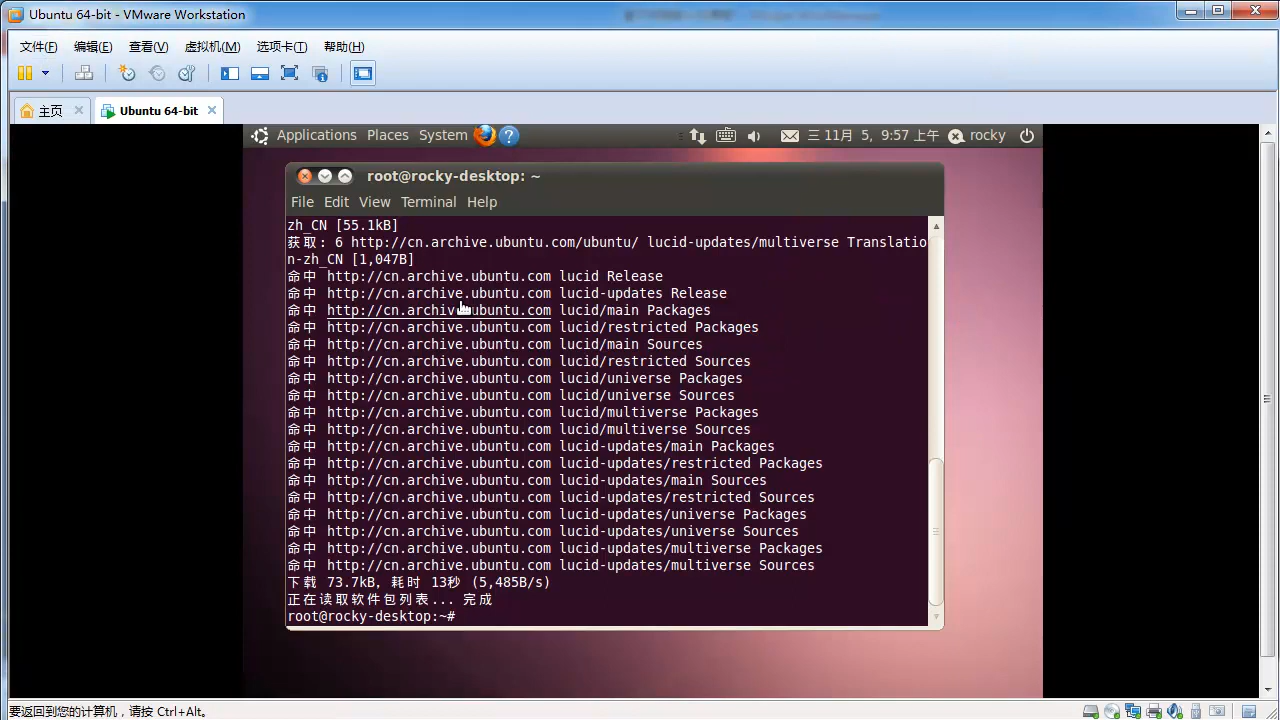 Ubuntu 64-bit - VMware Workstation
文件(F) 编辑(E) 查看(V) 虚拟机(M) 选项卡(T) 帮助(H)
主页 Ubuntu 64-bit
Applications Places System 三 11月 5, 9:57 上午 rocky
root@rocky-desktop: ~
File Edit View Terminal Help
zh_CN [55.1kB]
获取: 6 http://cn.archive.ubuntu.com/ubuntu/ lucid-updates/multiverse Translatio
n-zh_CN [1,047B]
命中 http://cn.archive.ubuntu.com lucid Release
命中 http://cn.archive.ubuntu.com lucid-updates Release
命中 http://cn.archive.ubuntu.com lucid/main Packages
命中 http://cn.archive.ubuntu.com lucid/restricted Packages
命中 http://cn.archive.ubuntu.com lucid/main Sources
命中 http://cn.archive.ubuntu.com lucid/restricted Sources
命中 http://cn.archive.ubuntu.com lucid/universe Packages
命中 http://cn.archive.ubuntu.com lucid/universe Sources
命中 http://cn.archive.ubuntu.com lucid/multiverse Packages
命中 http://cn.archive.ubuntu.com lucid/multiverse Sources
命中 http://cn.archive.ubuntu.com lucid-updates/main Packages
命中 http://cn.archive.ubuntu.com lucid-updates/restricted Packages
命中 http://cn.archive.ubuntu.com lucid-updates/main Sources
命中 http://cn.archive.ubuntu.com lucid-updates/restricted Sources
命中 http://cn.archive.ubuntu.com lucid-updates/universe Packages
命中 http://cn.archive.ubuntu.com lucid-updates/universe Sources
命中 http://cn.archive.ubuntu.com lucid-updates/multiverse Packages
命中 http://cn.archive.ubuntu.com lucid-updates/multiverse Sources
下载 73.7kB, 耗时 13秒 (5,485B/s)
正在读取软件包列表... 完成
root@rocky-desktop:~#
要返回到您的计算机，请按 Ctrl+Alt。